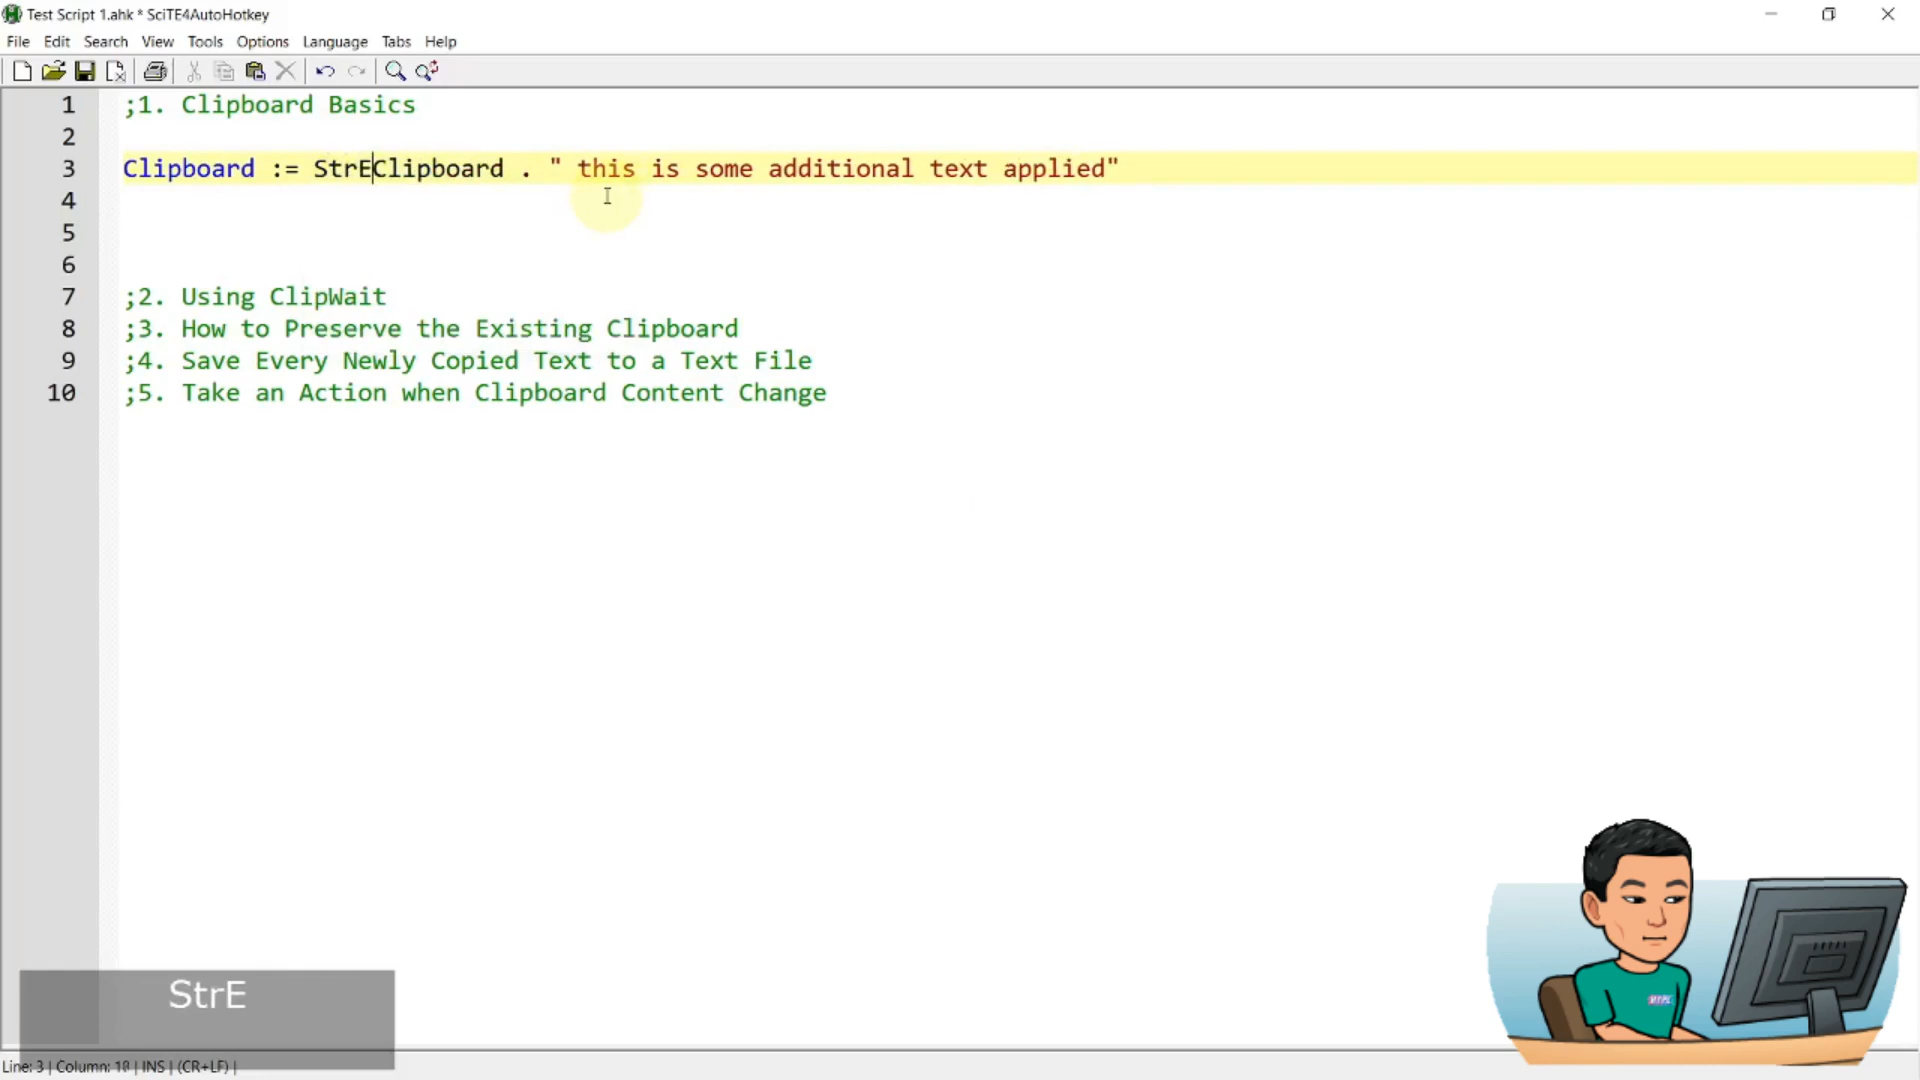 Test Script 1.ahk * SciTE4AutoHotkey
File Edit Search View Tools Options Language Tabs Help
1 ;1. Clipboard Basics
2
3 Clipboard := StrEClipboard . " this is some additional text applied"
4
5
6
7 ;2. Using ClipWait
8 ;3. How to Preserve the Existing Clipboard
9 ;4. Save Every Newly Copied Text to a Text File
10 ;5. Take an Action when Clipboard Content Change
StrE
Line: 3 | Column: 18 | INS | (CR+LF) |